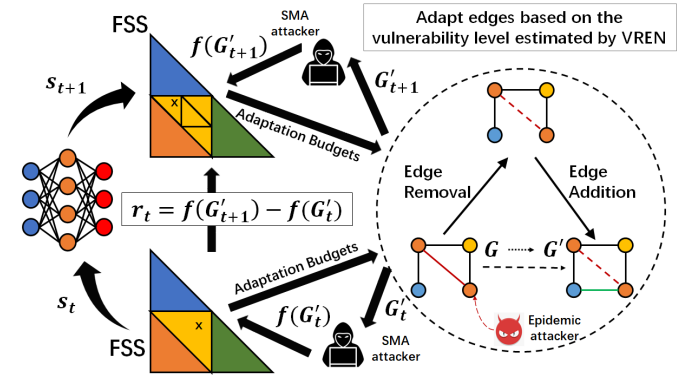 FSS
SMA
attacker
Adapt edges based on the
vulnerability level estimated by VREN
f(G'_{t+1})
G'_{t+1}
s_{t+1}
x
Adaptation Budgets
Edge
Removal
Edge
Addition
r_t = f(G'_{t+1}) − f(G'_t)
G
G'
Adaptation Budgets
s_t
x
f(G'_t)
G'_t
FSS
SMA
attacker
Epidemic
attacker